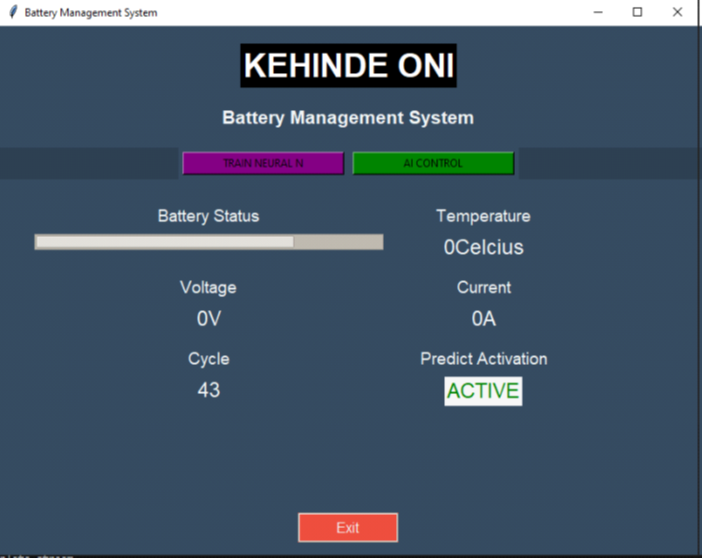 Battery Management System
KEHINDE ONI
Battery Management System
TRAIN NEURAL N AI CONTROL
Battery Status Temperature
0Celcius
Voltage Current
0V 0A
Cycle Predict Activation
43 ACTIVE
Exit